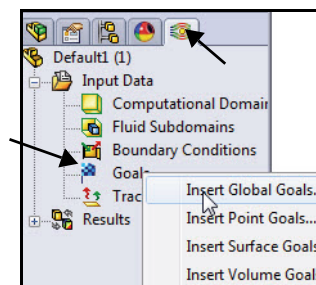 Default1 (1)
Input Data
Computational Domain
Fluid Subdomains
Boundary Conditions
Goals
Trac
Insert Global Goals.
Results
Insert Point Goals...
Insert Surface Goals
Insert Volume Goal